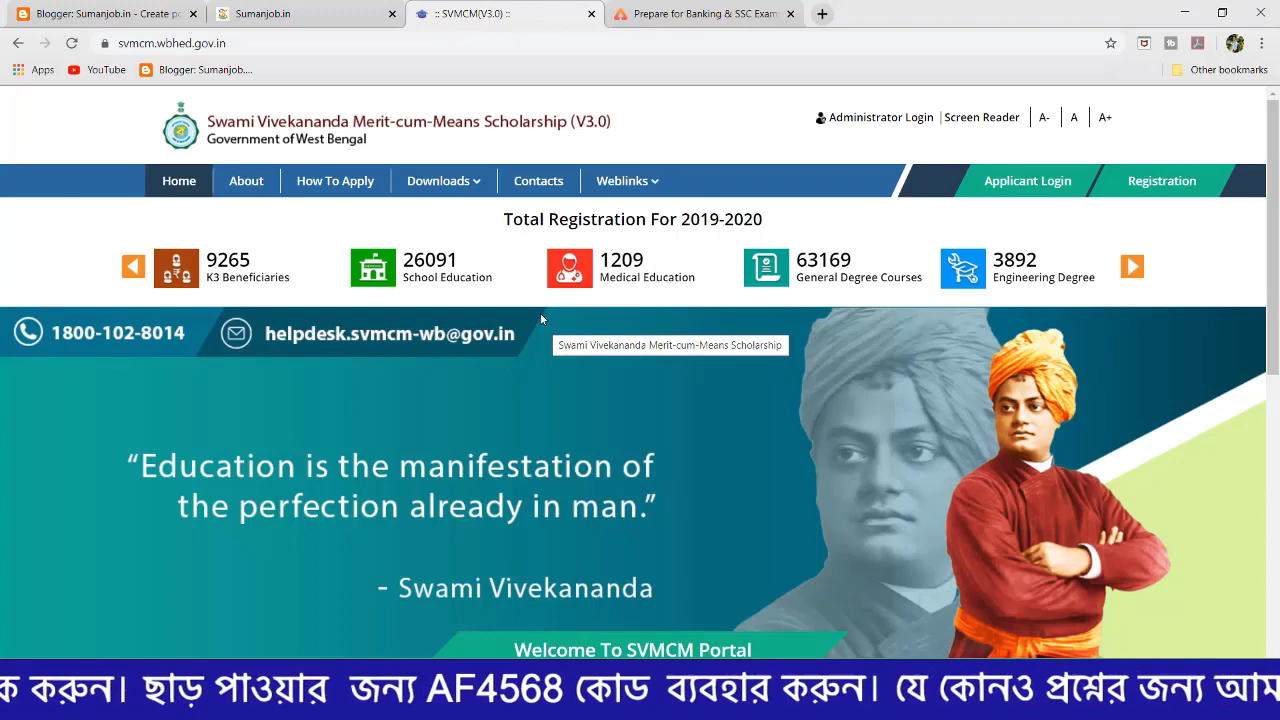 Blogger: Sumanjob.in - Create po
Sumanjob.in
:: SVMCM(V3.0) ::
Prepare for Banking & SSC Exam
svmcm.wbhed.gov.in
Apps
YouTube
Blogger: Sumanjob....
Other bookmarks
Swami Vivekananda Merit-cum-Means Scholarship (V3.0)
Government of West Bengal
Administrator Login | Screen Reader | A- | A | A+
Home
About
How To Apply
Downloads
Contacts
Weblinks
Applicant Login
Registration
Total Registration For 2019-2020
9265
K3 Beneficiaries
26091
School Education
1209
Medical Education
63169
General Degree Courses
3892
Engineering Degree
1800-102-8014
helpdesk.svmcm-wb@gov.in
Swami Vivekananda Merit-cum-Means Scholarship
“Education is the manifestation of
the perfection already in man.”
- Swami Vivekananda
Welcome To SVMCM Portal
ক করুন। ছাড় পাওয়ার জন্য AF4568 কোড ব্যবহার করুন। যে কোনও প্রশ্নের জন্য আম